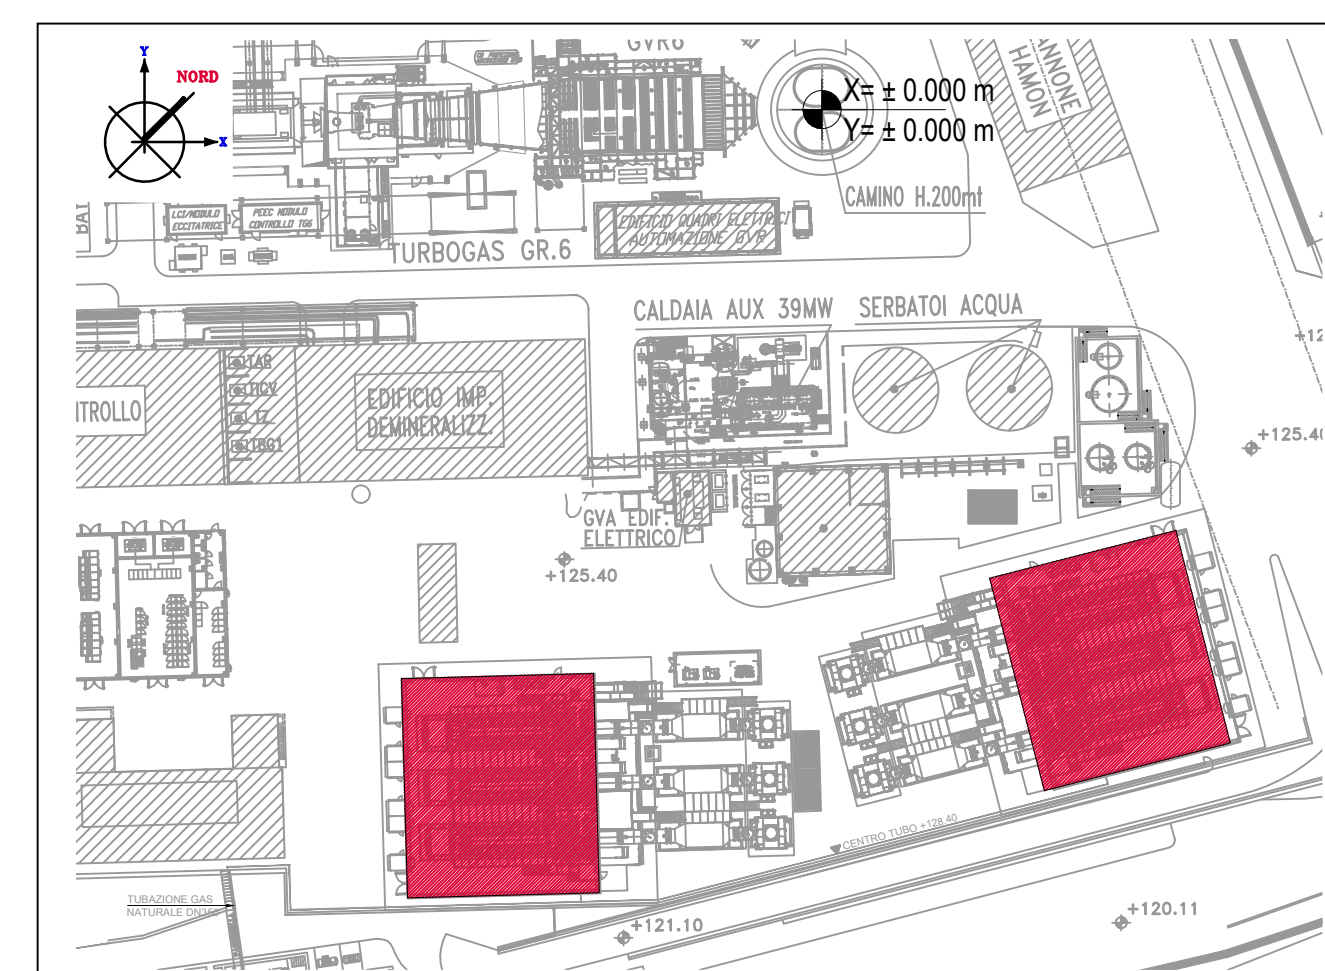 Y
NORD
X
GVR6
X= ± 0.000 m
Y= ± 0.000 m
HAMON
CAMINO H.200mt
LCI/MODULO
ECCITATRICE
PEEC MODULO
CONTROLLO TG6
TURBOGAS GR.6
EDIFICIO QUADRI ELETTRICI
AUTOMAZIONE GVR
CALDAIA AUX 39MW
SERBATOI ACQUA
TAR
TICV
TZ
TBG1
EDIFICIO IMP.
DEMINERALIZZ.
+125.40
GVA EDIF.
ELETTRICO
+125.40
CENTRO TUBO +128.40
TUBAZIONE GAS
NATURALE DN350
+121.10
+120.11